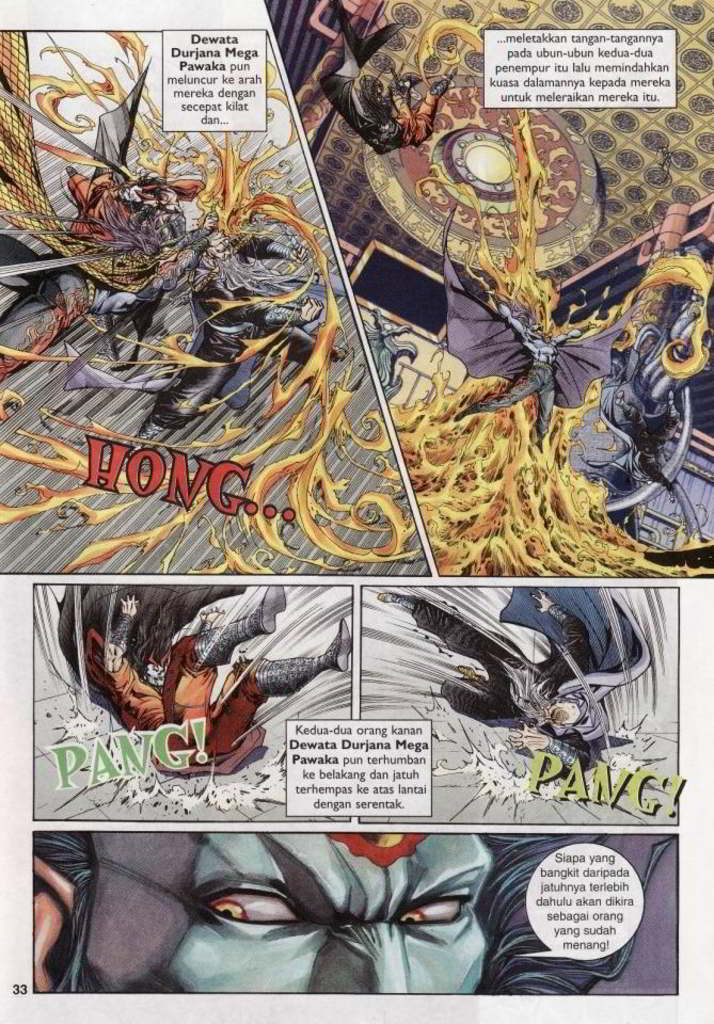 Dewata
Durjana Mega
Pawaka pun
meluncur ke arah
mereka dengan
secepat kilat
dan...
...meletakkan tangan-tangannya
pada ubun-ubun kedua-dua
penempur itu lalu memindahkan
kuasa dalamannya kepada mereka
untuk meleraikan mereka itu.
HONG...
PANG!
Kedua-dua orang kanan
Dewata Durjana Mega
Pawaka pun terhumban
ke belakang dan jatuh
terhempas ke atas lantai
dengan serentak.
PANG!
Siapa yang
bangkit daripada
jatuhnya terlebih
dahulu akan dikira
sebagai orang
yang sudah
menang!
33